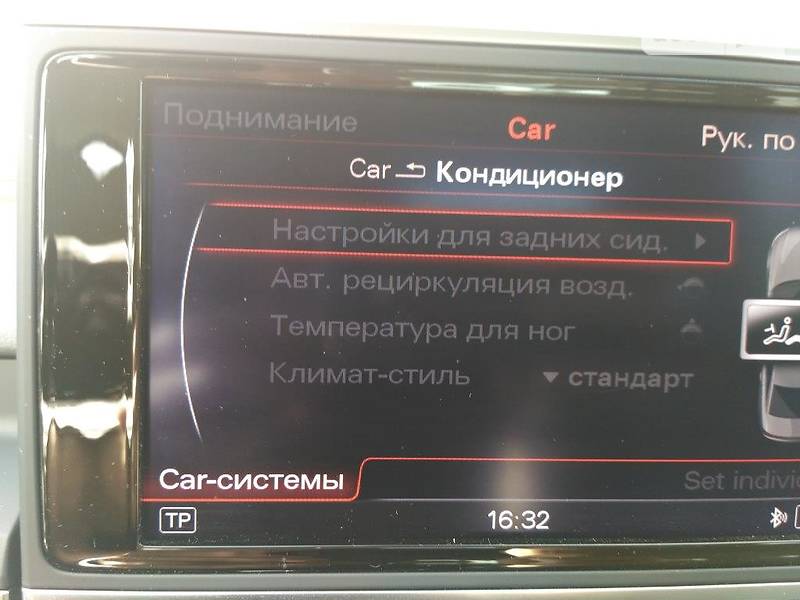 Поднимание
Car
Рук. по
Car Кондиционер
Настройки для задних сид.
Авт. рециркуляция возд.
Температура для ног
Климат-стиль стандарт
Car-системы
Set individ
TP 16:32